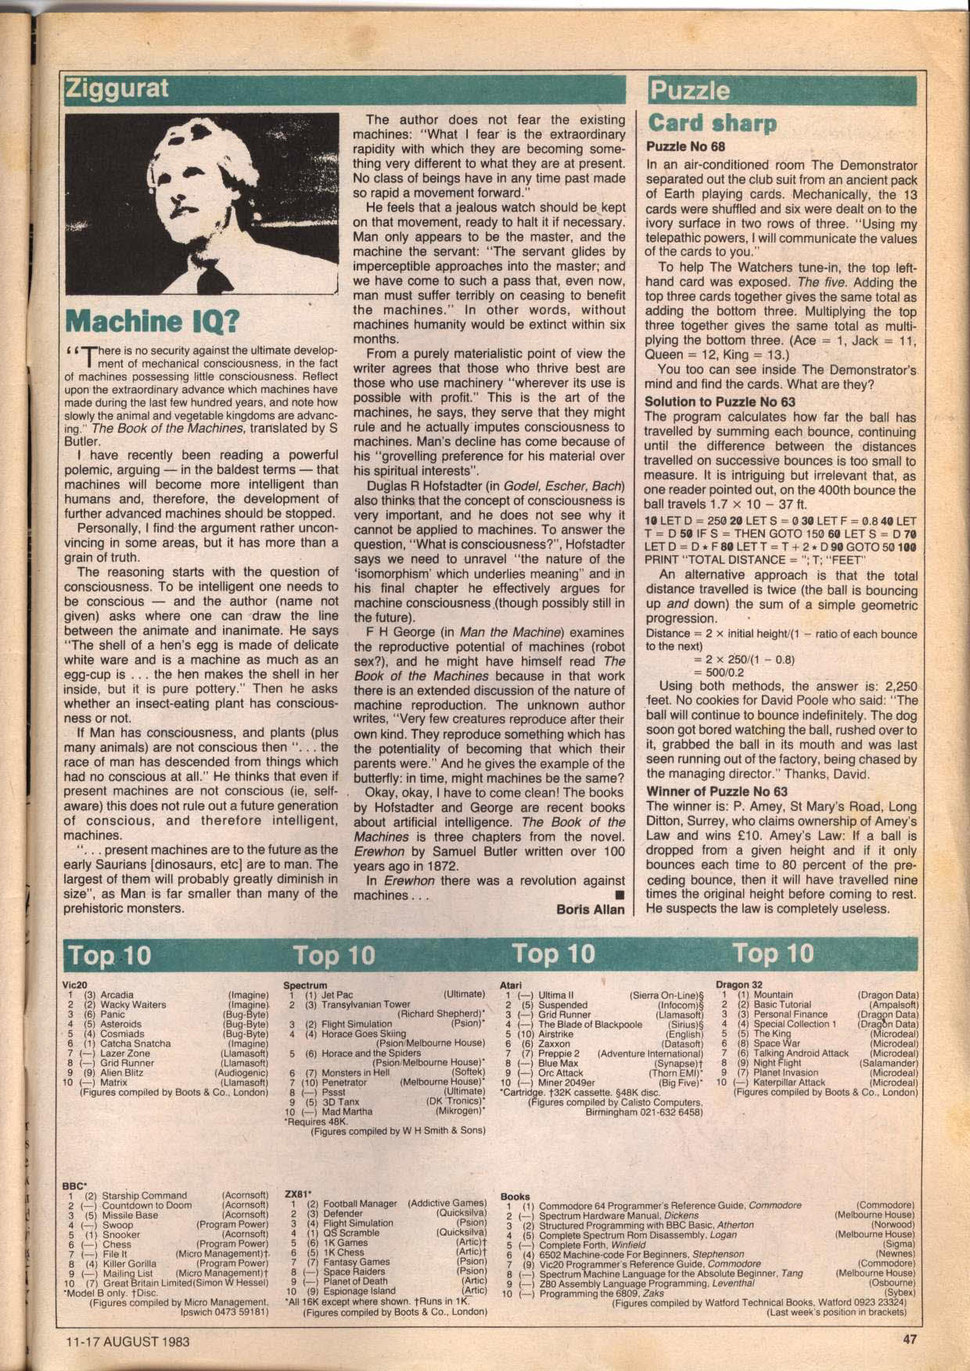 Ziggurat
Machine IQ?
“There is no security against the ultimate develop-
ment of mechanical consciousness, in the fact
of machines possessing little consciousness. Reflect
upon the extraordinary advance which machines have
made during the last few hundred years, and note how
slowly the animal and vegetable kingdoms are advanc-
ing.” The Book of the Machines, translated by S
Butler.
I have recently been reading a powerful
polemic, arguing — in the baldest terms — that
machines will become more intelligent than
humans and, therefore, the development of
further advanced machines should be stopped.
Personally, I find the argument rather uncon-
vincing in some areas, but it has more than a
grain of truth.
The reasoning starts with the question of
consciousness. To be intelligent one needs to
be conscious — and the author (name not
given) asks where one can draw the line
between the animate and inanimate. He says
“The shell of a hen's egg is made of delicate
white ware and is a machine as much as an
egg-cup is . . . the hen makes the shell in her
inside, but it is pure pottery.” Then he asks
whether an insect-eating plant has conscious-
ness or not.
If Man has consciousness, and plants (plus
many animals) are not conscious then “. . . the
race of man has descended from things which
had no conscious at all.” He thinks that even if
present machines are not conscious (ie, self-
aware) this does not rule out a future generation
of conscious, and therefore intelligent,
machines.
“. . . present machines are to the future as the
early Saurians [dinosaurs, etc] are to man. The
largest of them will probably greatly diminish in
size”, as Man is far smaller than many of the
prehistoric monsters.
The author does not fear the existing
machines: “What I fear is the extraordinary
rapidity with which they are becoming some-
thing very different to what they are at present.
No class of beings have in any time past made
so rapid a movement forward.”
He feels that a jealous watch should be kept
on that movement, ready to halt it if necessary.
Man only appears to be the master, and the
machine the servant: “The servant glides by
imperceptible approaches into the master; and
we have come to such a pass that, even now,
man must suffer terribly on ceasing to benefit
the machines.” In other words, without
machines humanity would be extinct within six
months.
From a purely materialistic point of view the
writer agrees that those who thrive best are
those who use machinery “wherever its use is
possible with profit.” This is the art of the
machines, he says, they serve that they might
rule and he actually imputes consciousness to
machines. Man's decline has come because of
his “grovelling preference for his material over
his spiritual interests”.
Duglas R Hofstadter (in Godel, Escher, Bach)
also thinks that the concept of consciousness is
very important, and he does not see why it
cannot be applied to machines. To answer the
question, “What is consciousness?”, Hofstadter
says we need to unravel “the nature of the
'isomorphism' which underlies meaning” and in
his final chapter he effectively argues for
machine consciousness (though possibly still in
the future).
F H George (in Man the Machine) examines
the reproductive potential of machines (robot
sex?), and he might have himself read The
Book of the Machines because in that work
there is an extended discussion of the nature of
machine reproduction. The unknown author
writes, “Very few creatures reproduce after their
own kind. They reproduce something which has
the potentiality of becoming that which their
parents were.” And he gives the example of the
butterfly: in time, might machines be the same?
Okay, okay, I have to come clean! The books
by Hofstadter and George are recent books
about artificial intelligence. The Book of the
Machines is three chapters from the novel.
Erewhon by Samuel Butler written over 100
years ago in 1872.
In Erewhon there was a revolution against
machines . . . ■
Boris Allan
Puzzle
Card sharp
Puzzle No 68
In an air-conditioned room The Demonstrator
separated out the club suit from an ancient pack
of Earth playing cards. Mechanically, the 13
cards were shuffled and six were dealt on to the
ivory surface in two rows of three. “Using my
telepathic powers, I will communicate the values
of the cards to you.”
To help The Watchers tune-in, the top left-
hand card was exposed. The five. Adding the
top three cards together gives the same total as
adding the bottom three. Multiplying the top
three together gives the same total as multi-
plying the bottom three. (Ace = 1, Jack = 11,
Queen = 12, King = 13.)
You too can see inside The Demonstrator's
mind and find the cards. What are they?
Solution to Puzzle No 63
The program calculates how far the ball has
travelled by summing each bounce, continuing
until the difference between the distances
travelled on successive bounces is too small to
measure. It is intriguing but irrelevant that, as
one reader pointed out, on the 400th bounce the
ball travels 1.7 × 10 – 37 ft.
10 LET D = 250 20 LET S = 0 30 LET F = 0.8 40 LET
T = D 50 IF S = THEN GOTO 150 60 LET S = D 70
LET D = D * F 80 LET T = T + 2 * D 90 GOTO 50 100
PRINT “TOTAL DISTANCE = “; T; “FEET”
An alternative approach is that the total
distance travelled is twice (the ball is bouncing
up and down) the sum of a simple geometric
progression.
Distance = 2 × initial height/(1 – ratio of each bounce
to the next)
= 2 × 250/(1 – 0.8)
= 500/0.2
Using both methods, the answer is: 2,250
feet. No cookies for David Poole who said: “The
ball will continue to bounce indefinitely. The dog
soon got bored watching the ball, rushed over to
it, grabbed the ball in its mouth and was last
seen running out of the factory, being chased by
the managing director.” Thanks, David.
Winner of Puzzle No 63
The winner is: P. Amey, St Mary's Road, Long
Ditton, Surrey, who claims ownership of Amey's
Law and wins £10. Amey's Law: If a ball is
dropped from a given height and if it only
bounces each time to 80 percent of the pre-
ceding bounce, then it will have travelled nine
times the original height before coming to rest.
He suspects the law is completely useless.
Top 10 Top 10 Top 10 Top 10
Vic20
1 (3) Arcadia (Imagine)
2 (2) Wacky Waiters (Imagine)
3 (6) Panic (Bug-Byte)
4 (5) Asteroids (Bug-Byte)
5 (4) Cosmiads (Bug-Byte)
6 (1) Catcha Snatcha (Imagine)
7 (—) Lazer Zone (Llamasoft)
8 (—) Grid Runner (Llamasoft)
9 (9) Alien Blitz (Audiogenic)
10 (—) Matrix (Llamasoft)
(Figures compiled by Boots & Co., London)
Spectrum
1 (1) Jet Pac (Ultimate)
2 (3) Transylvanian Tower
(Richard Shepherd)*
3 (2) Flight Simulation (Psion)*
4 (4) Horace Goes Skiing
(Psion/Melbourne House)
5 (6) Horace and the Spiders
(Psion/Melbourne House)*
6 (7) Monsters in Hell (Softek)
7 (10) Penetrator (Melbourne House)*
8 (—) Pssst (Ultimate)
9 (5) 3D Tanx (DK Tronics)*
10 (—) Mad Martha (Mikrogen)*
*Requires 48K.
(Figures compiled by W H Smith & Sons)
Atari
1 (—) Ultima II (Sierra On-Line)§
2 (5) Suspended (Infocom)§
3 (—) Grid Runner (Llamasoft)
4 (—) The Blade of Blackpoole (Sirius)§
5 (10) Airstrike (English)
6 (6) Zaxxon (Datasoft)
7 (7) Preppie 2 (Adventure International)
8 (—) Blue Max (Synapse)†
9 (—) Orc Attack (Thorn EMI)*
10 (—) Miner 2049er (Big Five)*
*Cartridge. †32K cassette. §48K disc.
(Figures compiled by Calisto Computers,
Birmingham 021-632 6458)
Dragon 32
1 (1) Mountain (Dragon Data)
2 (2) Basic Tutorial (Ampalsoft)
3 (3) Personal Finance (Dragon Data)
4 (4) Special Collection 1 (Dragon Data)
5 (5) The King (Microdeal)
6 (8) Space War (Microdeal)
7 (6) Talking Android Attack (Microdeal)
8 (9) Night Flight (Salamander)
9 (7) Planet Invasion (Microdeal)
10 (—) Katerpillar Attack (Microdeal)
(Figures compiled by Boots & Co., London)
BBC*
1 (2) Starship Command (Acornsoft)
2 (—) Countdown to Doom (Acornsoft)
3 (5) Missile Base (Acornsoft)
4 (—) Swoop (Program Power)
5 (1) Snooker (Acornsoft)
6 (—) Chess (Program Power)
7 (—) File It (Micro Management)†.
8 (4) Killer Gorilla (Program Power)
9 (—) Mailing List (Micro Management)†
10 (7) Great Britain Limited(Simon W Hessel)
*Model B only. †Disc.
(Figures compiled by Micro Management,
Ipswich 0473 59181)
ZX81*
1 (2) Football Manager (Addictive Games)
2 (3) Defender (Quicksilva)
3 (4) Flight Simulation (Psion)
4 (1) QS Scramble (Quicksilva)
5 (6) 1K Games (Artic)†
6 (5) 1K Chess (Artic)†
7 (7) Fantasy Games (Psion)
8 (—) Space Raiders (Psion)
9 (—) Planet of Death (Artic)
10 (9) Espionage Island (Artic)
*All 16K except where shown. †Runs in 1K.
(Figures compiled by Boots & Co., London)
Books
1 (1) Commodore 64 Programmer's Reference Guide, Commodore (Commodore)
2 (—) Spectrum Hardware Manual, Dickens (Melbourne House)
3 (2) Structured Programming with BBC Basic, Atherton (Norwood)
4 (5) Complete Spectrum Rom Disassembly, Logan (Melbourne House)
5 (—) Complete Forth, Winfield (Sigma)
6 (4) 6502 Machine-code For Beginners, Stephenson (Newnes)
7 (9) Vic20 Programmer's Reference Guide, Commodore (Commodore)
8 (—) Spectrum Machine Language for the Absolute Beginner, Tang (Melbourne House)
9 (—) Z80 Assembly Language Programming, Leventhal (Osbourne)
10 (—) Programming the 6809, Zaks (Sybex)
(Figures compiled by Watford Technical Books, Watford 0923 23324)
(Last week's position in brackets)
11-17 AUGUST 1983
47